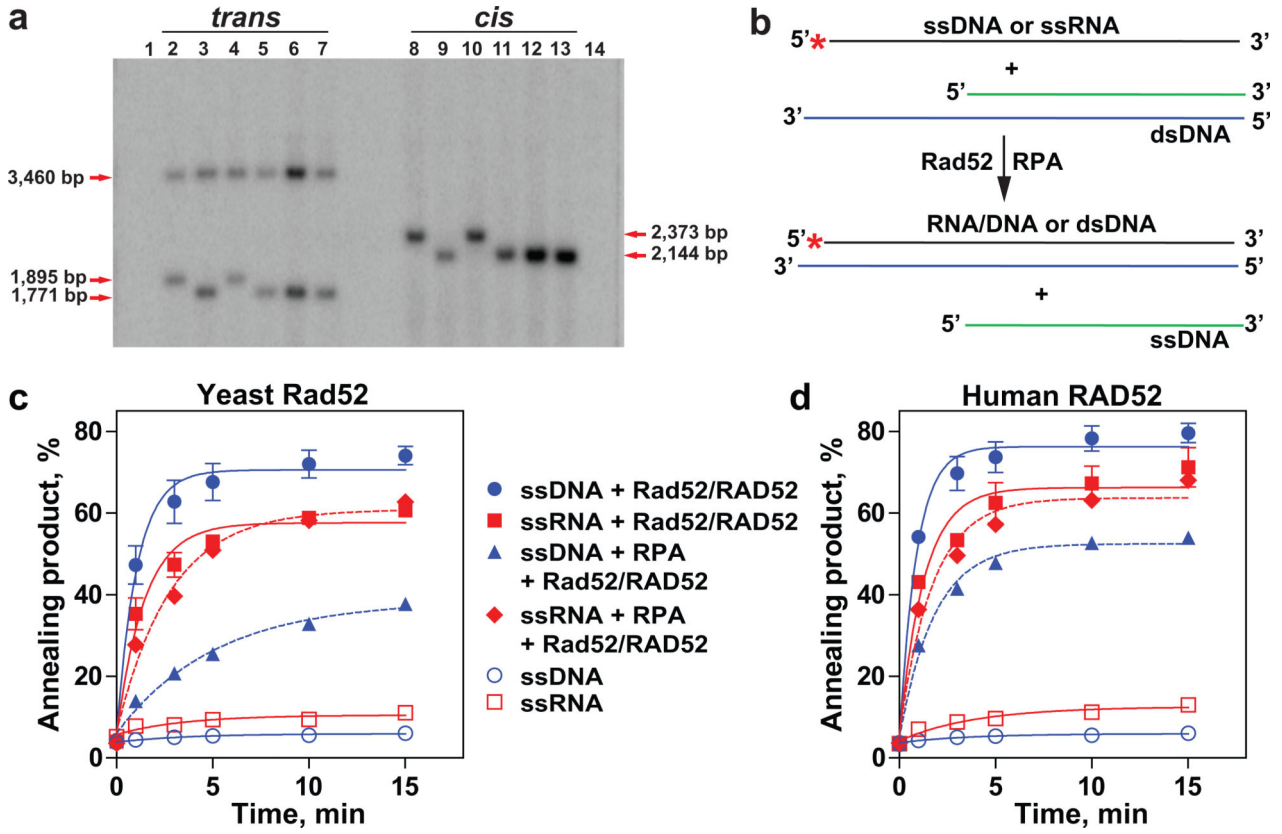 a
trans
cis
1 2 3 4 5 6 7 8 9 10 11 12 13 14
3,460 bp
1,895 bp
1,771 bp
2,373 bp
2,144 bp
b
5’* ssDNA or ssRNA 3’
+
5’ 3’
3’ dsDNA 5’
Rad52 RPA
RNA/DNA or dsDNA
5’* 3’
3’ 5’
+
5’ 3’
ssDNA
c
Yeast Rad52
Annealing product, %
80
60
40
20
0
0 5 10 15
Time, min
ssDNA + Rad52/RAD52
ssRNA + Rad52/RAD52
ssDNA + RPA
+ Rad52/RAD52
ssRNA + RPA
+ Rad52/RAD52
ssDNA
ssRNA
d
Human RAD52
Annealing product, %
80
60
40
20
0
0 5 10 15
Time, min